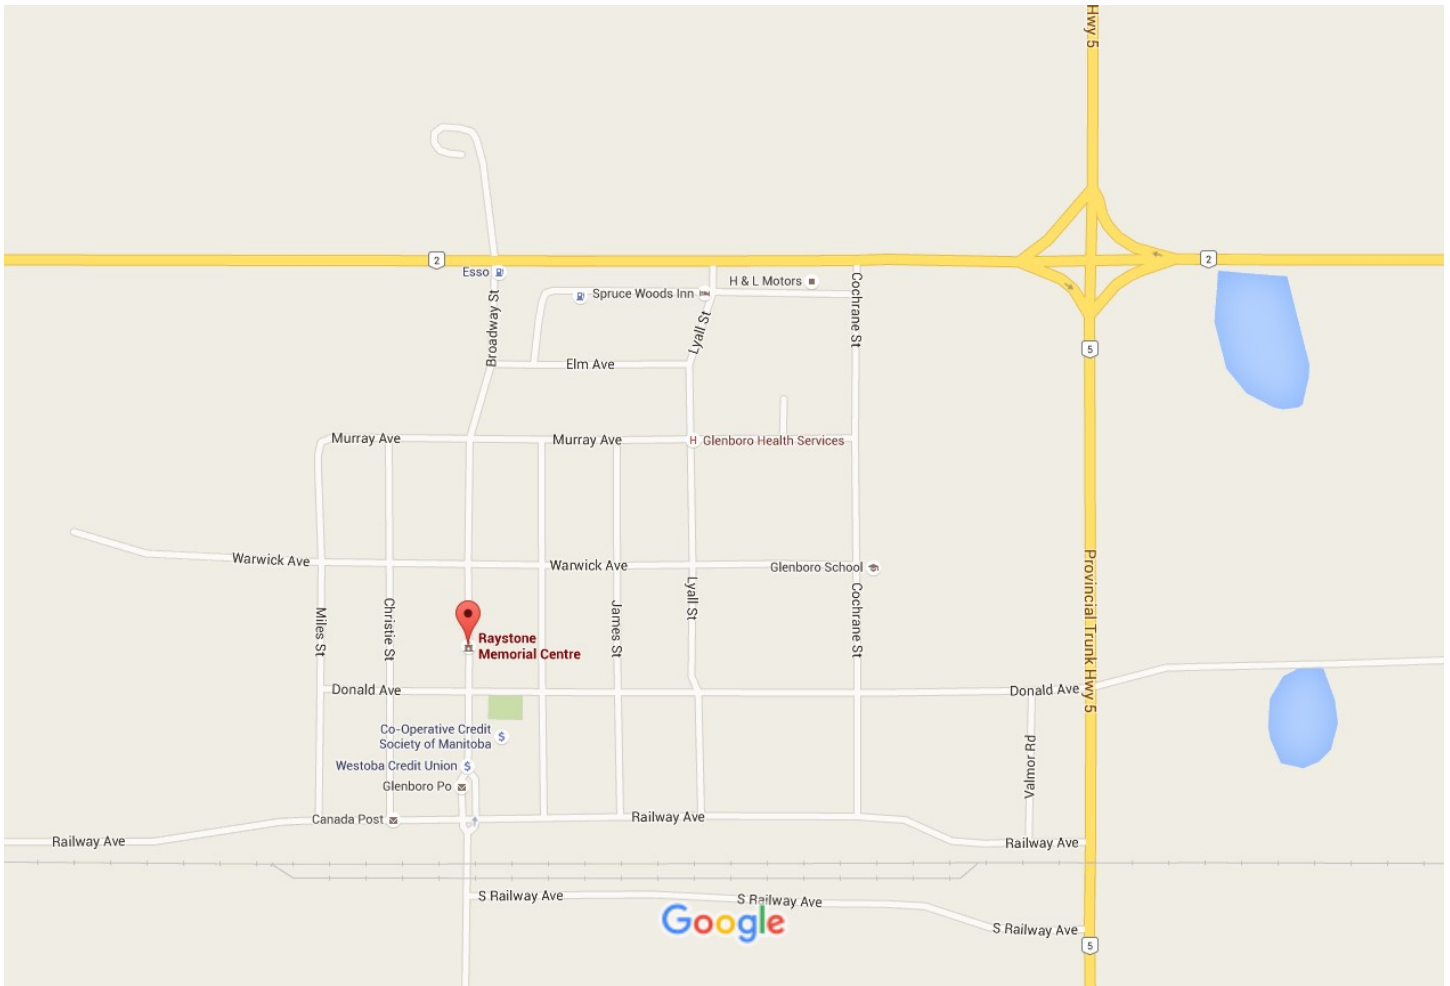 Hwy 5
2
2
Esso
Spruce Woods Inn
H & L Motors
Broadway St
Lyall St
Cochrane St
5
Elm Ave
Murray Ave
Murray Ave
H Glenboro Health Services
Warwick Ave
Warwick Ave
Glenboro School
Provincial Trunk Hwy 5
Miles St
Christie St
James St
Lyall St
Cochrane St
Raystone
Memorial Centre
Donald Ave
Donald Ave
Co-Operative Credit
Society of Manitoba
$
Westoba Credit Union $
Valmor Rd
Glenboro Po
Canada Post
Railway Ave
Railway Ave
Railway Ave
S Railway Ave
S Railway Ave
Google
S Railway Ave
5